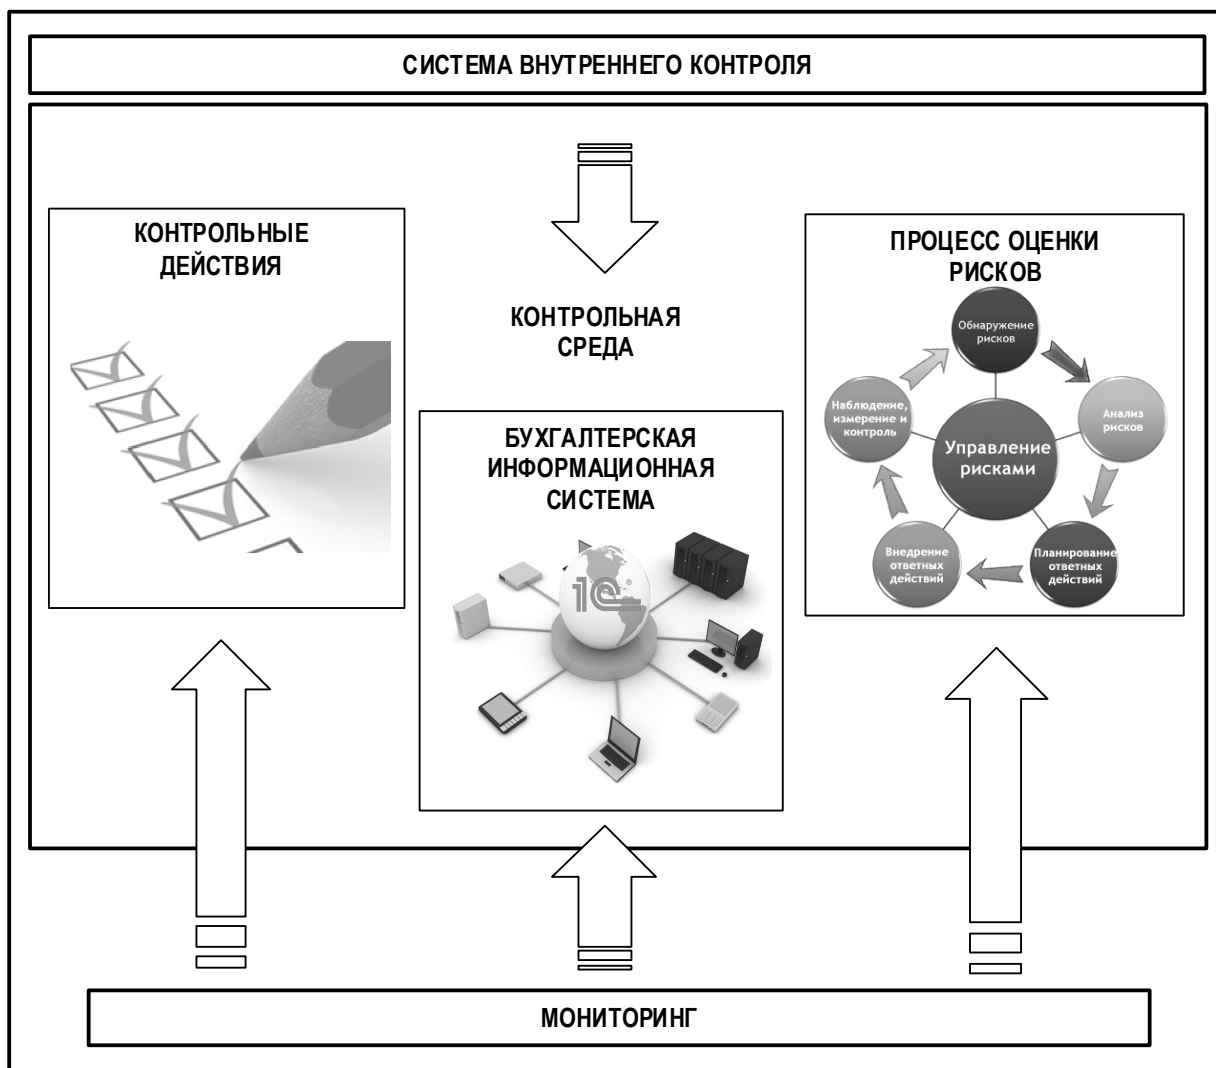 СИСТЕМА ВНУТРЕННЕГО КОНТРОЛЯ
КОНТРОЛЬНЫЕ
ДЕЙСТВИЯ
КОНТРОЛЬНАЯ
СРЕДА
БУХГАЛТЕРСКАЯ
ИНФОРМАЦИОННАЯ
СИСТЕМА
1С®
ПРОЦЕСС ОЦЕНКИ
РИСКОВ
Обнаружение
рисков
Анализ
рисков
Планирование
ответных
действий
Внедрение
ответных
действий
Наблюдение,
измерение и
контроль
Управление
рисками
МОНИТОРИНГ